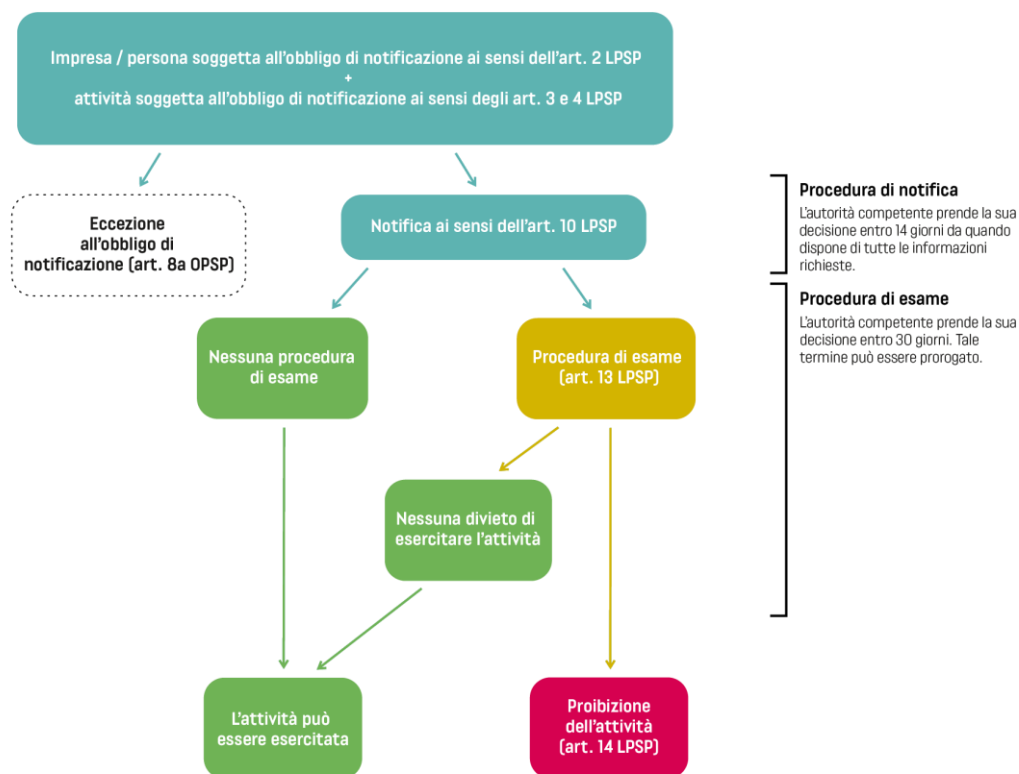 Impresa / persona soggetta all'obbligo di notificazione ai sensi dell'art. 2 LPSP
+
attività soggetta all'obbligo di notificazione ai sensi degli art. 3 e 4 LPSP
Eccezione
all'obbligo di
notificazione (art. 8a OPSP)
Notifica ai sensi dell'art. 10 LPSP
Procedura di notifica
L'autorità competente prende la sua
decisione entro 14 giorni da quando
dispone di tutte le informazioni
richieste.
Procedura di esame
L'autorità competente prende la sua
decisione entro 30 giorni. Tale
termine può essere prorogato.
Nessuna procedura
di esame
Procedura di esame
(art. 13 LPSP)
Nessuna divieto di
esercitare l'attività
L'attività può
essere esercitata
Proibizione
dell'attività
(art. 14 LPSP)